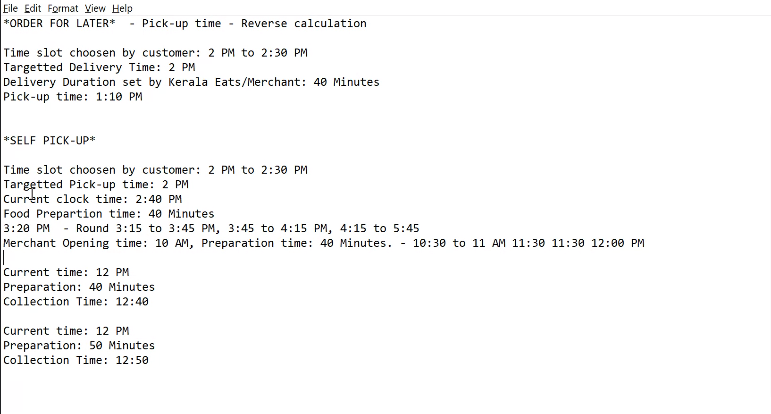 File Edit Format View Help
*ORDER FOR LATER* - Pick-up time - Reverse calculation
Time slot choosen by customer: 2 PM to 2:30 PM
Targetted Delivery Time: 2 PM
Delivery Duration set by Kerala Eats/Merchant: 40 Minutes
Pick-up time: 1:10 PM
*SELF PICK-UP*
Time slot choosen by customer: 2 PM to 2:30 PM
Targetted Pick-up time: 2 PM
Current clock time: 2:40 PM
Food Prepartion time: 40 Minutes
3:20 PM - Round 3:15 to 3:45 PM, 3:45 to 4:15 PM, 4:15 to 5:45
Merchant Opening time: 10 AM, Preparation time: 40 Minutes. - 10:30 to 11 AM 11:30 11:30 12:00 PM
Current time: 12 PM
Preparation: 40 Minutes
Collection Time: 12:40
Current time: 12 PM
Preparation: 50 Minutes
Collection Time: 12:50